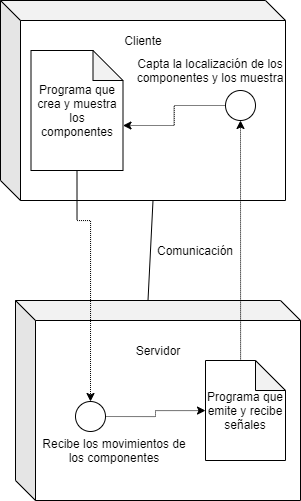 Cliente
Capta la localización de los
componentes y los muestra
Programa que
crea y muestra
los
componentes
Comunicación
Servidor
Programa que
emite y recibe
señales
Recibe los movimientos de
los componentes